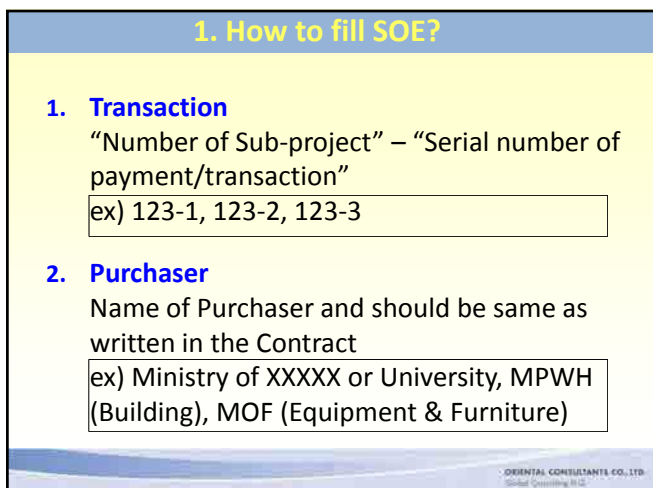 1. How to fill SOE?
1. Transaction
“Number of Sub-project” – “Serial number of
payment/transaction”
ex) 123-1, 123-2, 123-3
2. Purchaser
Name of Purchaser and should be same as
written in the Contract
ex) Ministry of XXXXX or University, MPWH
(Building), MOF (Equipment & Furniture)
ORIENTAL CONSULTANTS CO., LTD.
Global Consulting H.Q.